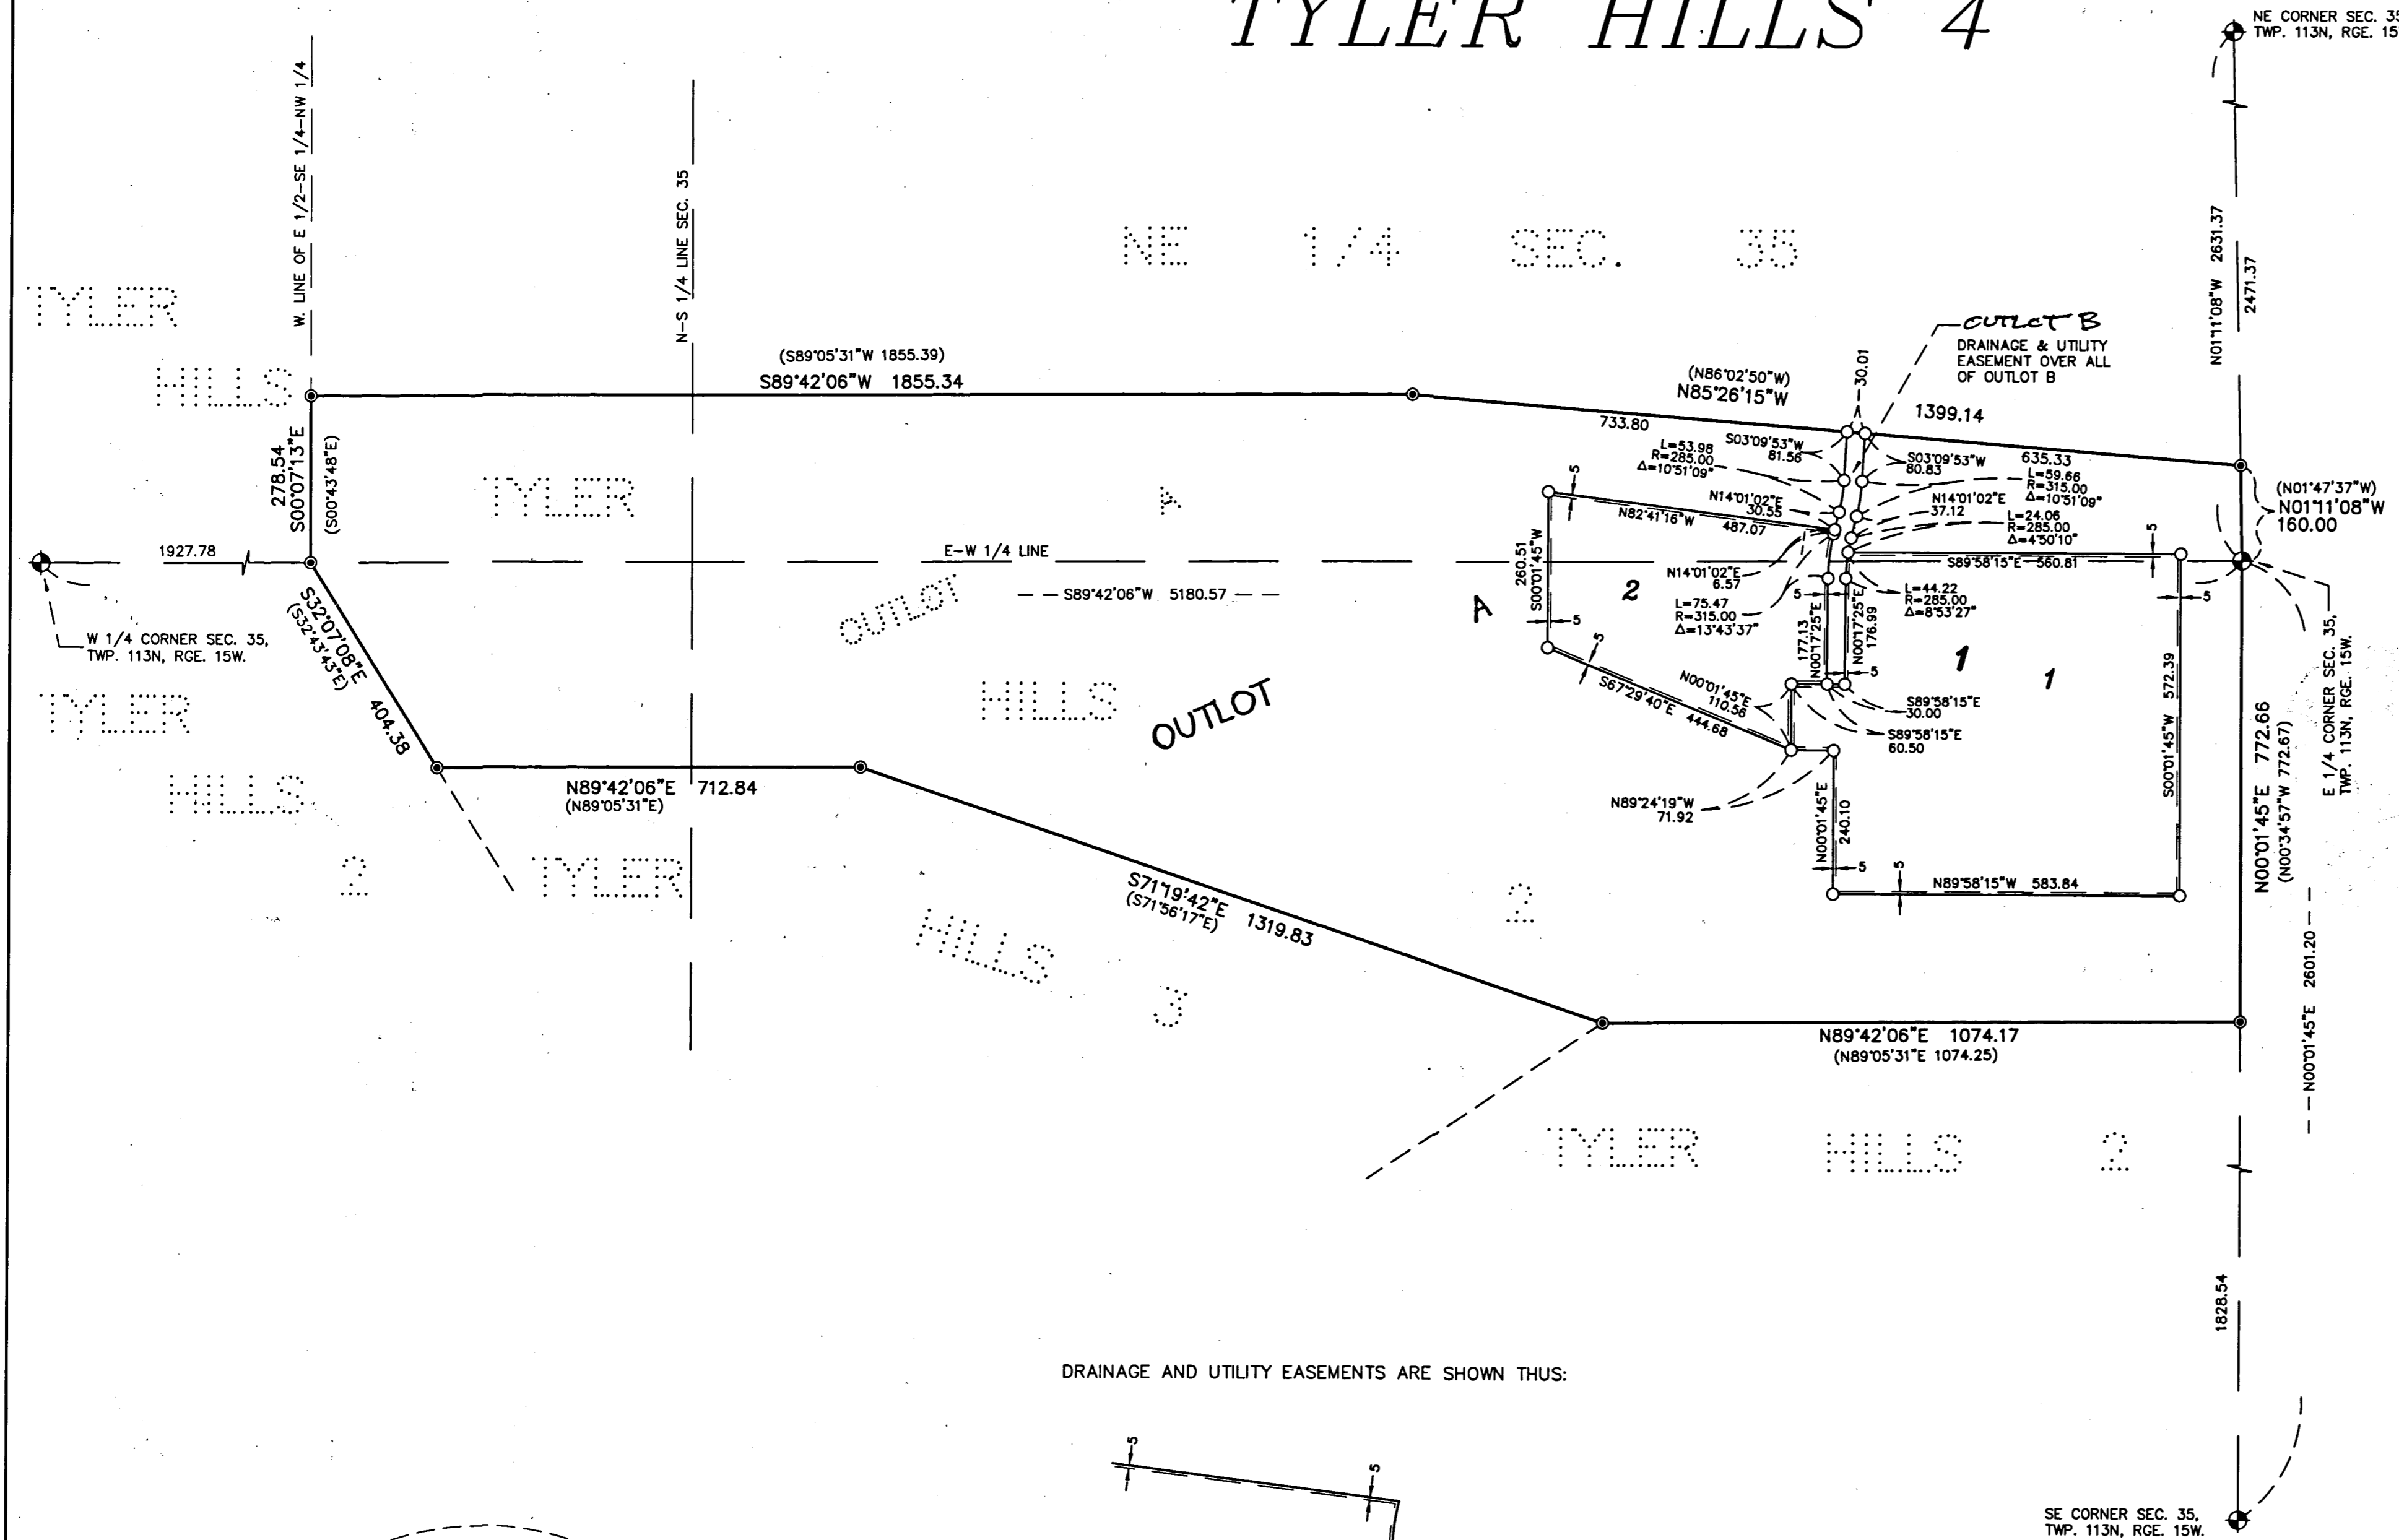 TYLER HILLS 4
NE CORNER SEC. 35
TWP. 113N, RGE. 15
W. LINE OF E 1/2-SE 1/4-NW 1/4
N-S 1/4 LINE SEC. 35
NE 1/4 SEC. 35
N01°11'08"W 2631.37
2471.37
TYLER
HILLS
OUTLOT B
DRAINAGE & UTILITY
EASEMENT OVER ALL
OF OUTLOT B
(S89°05'31"W 1855.39)
S89°42'06"W 1855.34
(N86°02'50"W)
N85°26'15"W
30.01
1399.14
733.80
635.33
278.54
S00°07'13"E
(S00°43'48"E)
L=53.98
R=285.00
Δ=10°51'09"
S03°09'53"W
81.56
S03°09'53"W
80.83
L=59.66
R=315.00
Δ=10°51'09"
N14°01'02"E
30.55
N14°01'02"E
37.12
L=24.06
R=285.00
Δ=4°50'10"
(N01°47'37"W)
N01°11'08"W
160.00
TYLER
A
5
N82°41'16"W
487.07
5
1927.78
E-W 1/4 LINE
S89°58'15"E 560.81
W 1/4 CORNER SEC. 35,
TWP. 113N, RGE. 15W.
S89°42'06"W 5180.57
260.51
S00°01'45"W
5
2
A
N14°01'02"E
6.57
L=75.47
R=315.00
Δ=13°43'37"
5
L=44.22
R=285.00
Δ=8°53'27"
5
E 1/4 CORNER SEC. 35,
TWP. 113N, RGE. 15W.
OUTLOT
S32°07'08"E 404.38
(S32°43'43"E)
177.13
N00°17'25"E
N00°17'25"E
176.99
5
1
1
5
S67°29'40"E 444.68
N00°01'45"E
110.56
S89°58'15"E
30.00
S89°58'15"E
60.50
S00°01'45"W 572.39
TYLER
HILLS
2
HILLS
OUTLOT
N89°42'06"E 712.84
(N89°05'31"E)
N89°24'19"W
71.92
N00°01'45"E
240.10
5
N00°01'45"E 772.66
(N00°34'57"W 772.67)
TYLER
HILLS
3
S71°19'42"E 1319.83
(S71°56'17"E)
2
5
N89°58'15"W 583.84
N00°01'45"E 2601.20
N89°42'06"E 1074.17
(N89°05'31"E 1074.25)
TYLER HILLS 2
1828.54
DRAINAGE AND UTILITY EASEMENTS ARE SHOWN THUS:
5
5
SE CORNER SEC. 35,
TWP. 113N, RGE. 15W.